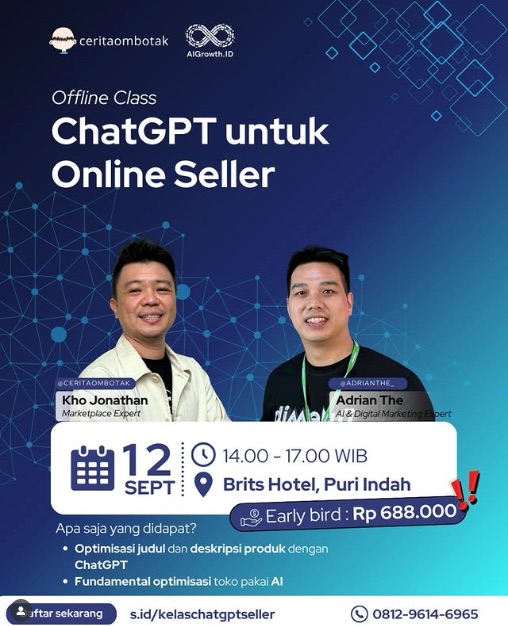 ceritaombotak
AIGrowth.ID
Offline Class
ChatGPT untuk
Online Seller
@CERITAOMBOTAK
Kho Jonathan
Marketplace Expert
@ADRIANTHE_
Adrian The
AI & Digital Marketing Expert
12
SEPT
14.00 - 17.00 WIB
Brits Hotel, Puri Indah
Early bird : Rp 688.000
Apa saja yang didapat?
• Optimisasi judul dan deskripsi produk dengan
ChatGPT
• Fundamental optimisasi toko pakai AI
aftar sekarang
s.id/kelaschatgptseller
0812-9614-6965